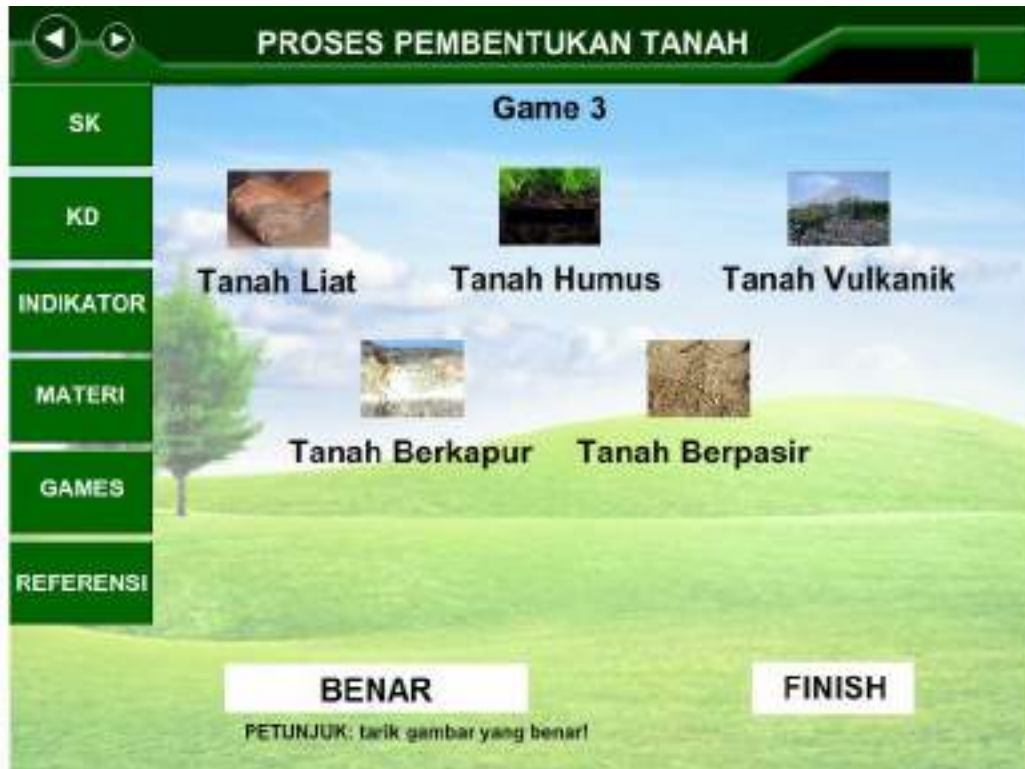 PROSES PEMBENTUKAN TANAH
SK
KD
INDIKATOR
MATERI
GAMES
REFERENSI
Game 3
Tanah Liat
Tanah Humus
Tanah Vulkanik
Tanah Berkapur
Tanah Berpasir
BENAR
FINISH
PETUNJUK: tarik gambar yang benar!